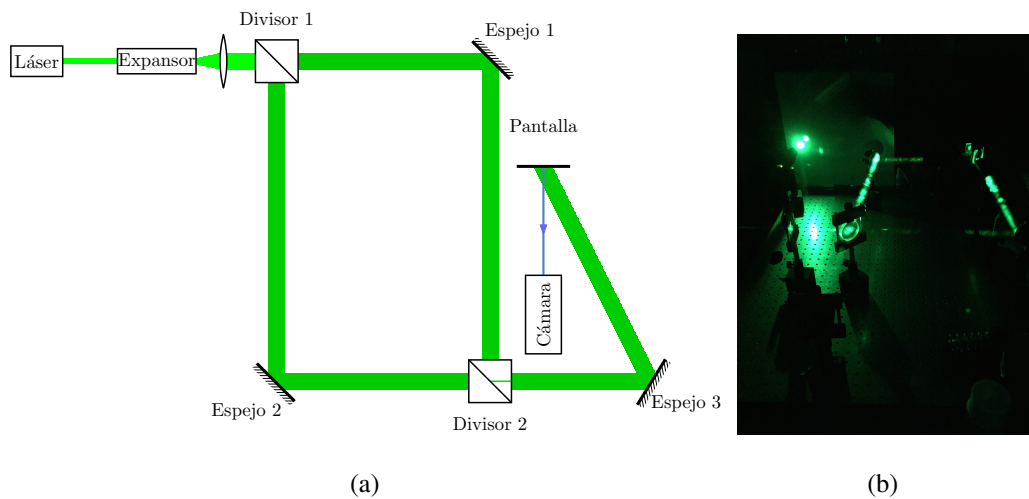 Divisor 1
Espejo 1
Láser
Expansor
Pantalla
Cámara
Espejo 2
Divisor 2
Espejo 3
(a)
(b)